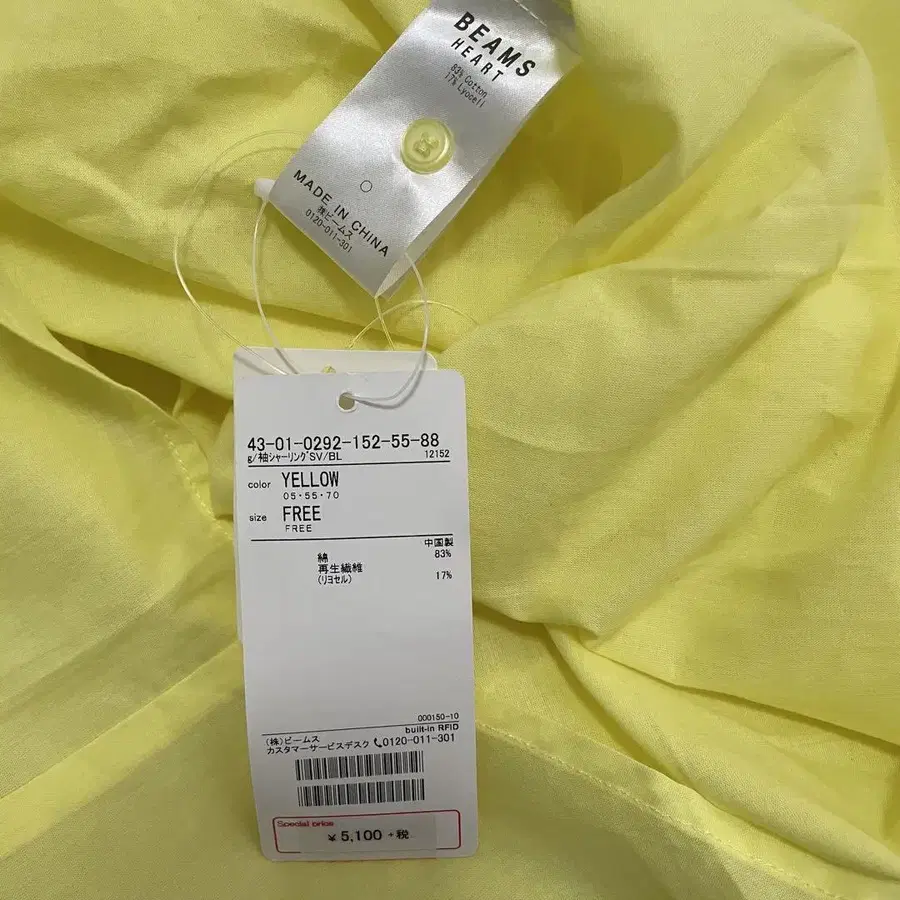 BEAMS
HEART
83% Cotton
17% Lyocell
MADE IN CHINA
㈱ビームス
0120-011-301
43-01-0292-152-55-88
g/袖シャーリングSV/BL 12152
color YELLOW
05・55・70
size FREE
FREE
中国製
綿 83%
再生繊維
(リヨセル) 17%
000150-10
built-in RFID
(株)ビームス
カスタマーサービスデスク 0120-011-301
Special price
¥5,100 +税